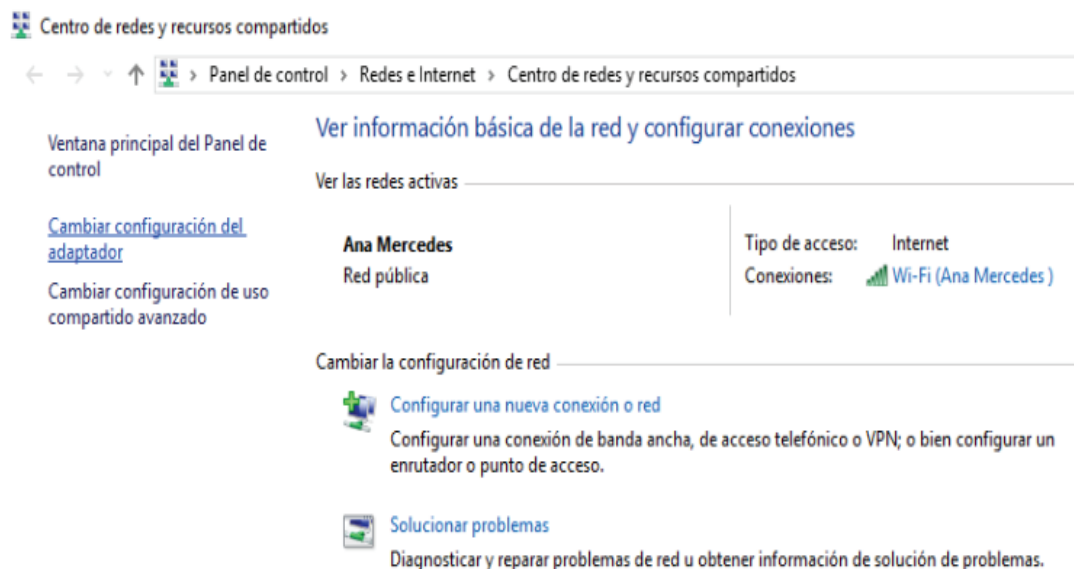 Centro de redes y recursos compartidos
Panel de control > Redes e Internet > Centro de redes y recursos compartidos
Ventana principal del Panel de
control
Cambiar configuración del
adaptador
Cambiar configuración de uso
compartido avanzado
Ver información básica de la red y configurar conexiones
Ver las redes activas
Ana Mercedes
Red pública
Tipo de acceso: Internet
Conexiones: Wi-Fi (Ana Mercedes )
Cambiar la configuración de red
Configurar una nueva conexión o red
Configurar una conexión de banda ancha, de acceso telefónico o VPN; o bien configurar un
enrutador o punto de acceso.
Solucionar problemas
Diagnosticar y reparar problemas de red u obtener información de solución de problemas.